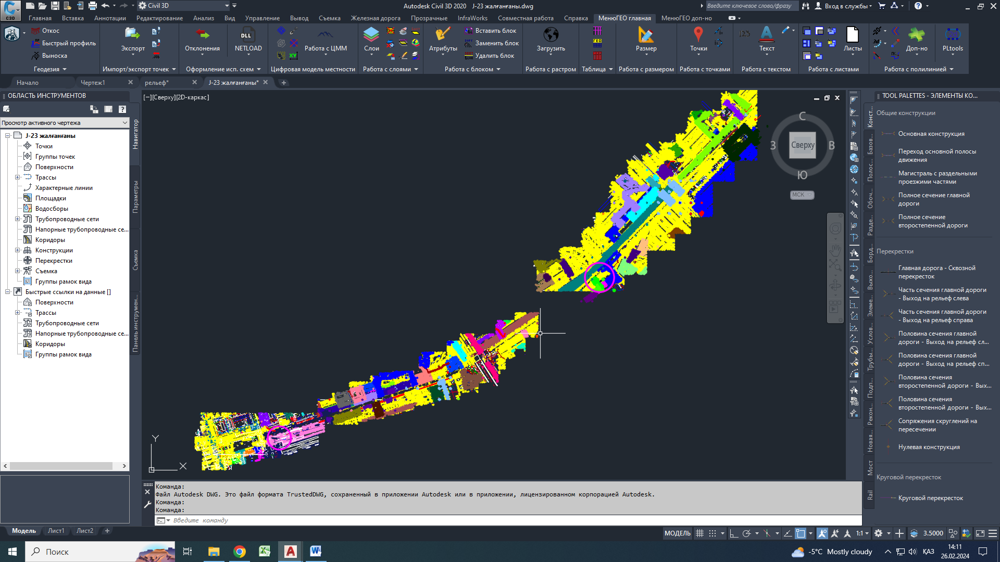 Civil 3D
Autodesk Civil 3D 2020 J-23 жалғанғаны.dwg
Введите ключевое слово/фразу
Вход в службы
C3D
Главная Вставка Аннотации Редактирование Анализ Вид Управление Вывод Съемка Железная дорога Прозрачные InfraWorks Совместная работа Справка МенюГЕО главная МенюГЕО доп-но
Откос
Быстрый профиль
Выноска
Экспорт
Отклонения
DLL
NETLOAD
Работа с ЦММ
Слои
Атрибуты
Вставить блок
Заменить блок
Удалить блок
Загрузить
ГЕО
Размер
Точки
Текст
Листы
Доп-но
PLtools
Геодезия
Импорт/экспорт точек
Оформление исп. схем
Цифровая модель местности
Работа с слоями
Работа с блоком
Работа с растром
Таблица
Работа с размером
Работа с точками
Работа с текстом
Работа с листами
Работа с полилинией
Начало Чертеж1 рельеф* J-23 жалғанғаны*
ОБЛАСТЬ ИНСТРУМЕНТОВ
Просмотр активного чертежа
J-23 жалғанғаны
Точки
Группы точек
Поверхности
Трассы
Характерные линии
Площадки
Водосборы
Трубопроводные сети
Напорные трубопроводные се...
Коридоры
Конструкции
Перекрестки
Съемка
Группы рамок вида
Быстрые ссылки на данные []
Поверхности
Трассы
Трубопроводные сети
Напорные трубопроводные се...
Коридоры
Группы рамок вида
Навигатор
Параметры
Съемка
Панель инструмен...
[−][Сверху][2D-каркас]
С
З
Сверху
В
Ю
МСК
Y
X
TOOL PALETTES - ЭЛЕМЕНТЫ КО...
Конст...
Базов...
Полос...
Обоч...
Разде...
Борд...
Выхо...
Элеме...
Услов...
Трубы...
Подп...
Рекон...
Новая...
Мост
Rail
Общие конструкции
Основная конструкция
Переход основной полосы
движения
Магистраль с раздельными
проезжими частями
Полное сечение главной
дороги
Полное сечение
второстепенной дороги
Перекрестки
Главная дорога - Сквозной
перекресток
Часть сечения главной дороги
- Выход на рельеф слева
Часть сечения главной дороги
- Выход на рельеф справа
Половина сечения главной
дороги - Выход на рельеф сл...
Половина сечения главной
дороги - Выход на рельеф сп...
Половина сечения
второстепенной дороги - Вых...
Половина сечения
второстепенной дороги - Вы...
Сопряжения скруглений на
пересечении
Нулевая конструкция
Круговой перекресток
Круговой перекресток
Команда:
Файл Autodesk DWG. Это файл формата TrustedDWG, сохраненный в приложении Autodesk или в приложении, лицензированном корпорацией Autodesk.
Команда:
Команда:
Введите команду
Модель Лист1 Лист2
МОДЕЛЬ 1:1 3.5000
Поиск
-5°C Mostly cloudy
ҚАЗ
14:11
26.02.2024